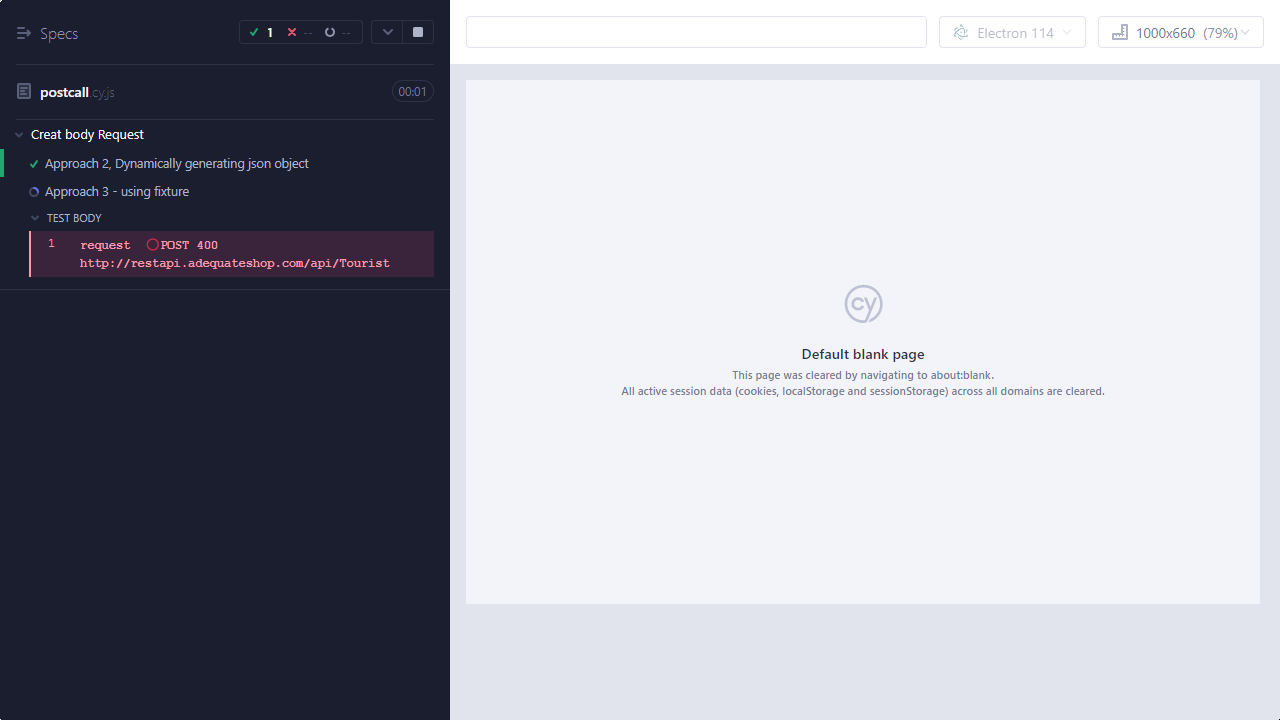 Specs
1 -- --
postcall.cy.js
00:01
Creat body Request
Approach 2, Dynamically generating json object
Approach 3 - using fixture
TEST BODY
1 request POST 400
http://restapi.adequateshop.com/api/Tourist
Electron 114
1000x660 (79%)
cy
Default blank page
This page was cleared by navigating to about:blank.
All active session data (cookies, localStorage and sessionStorage) across all domains are cleared.